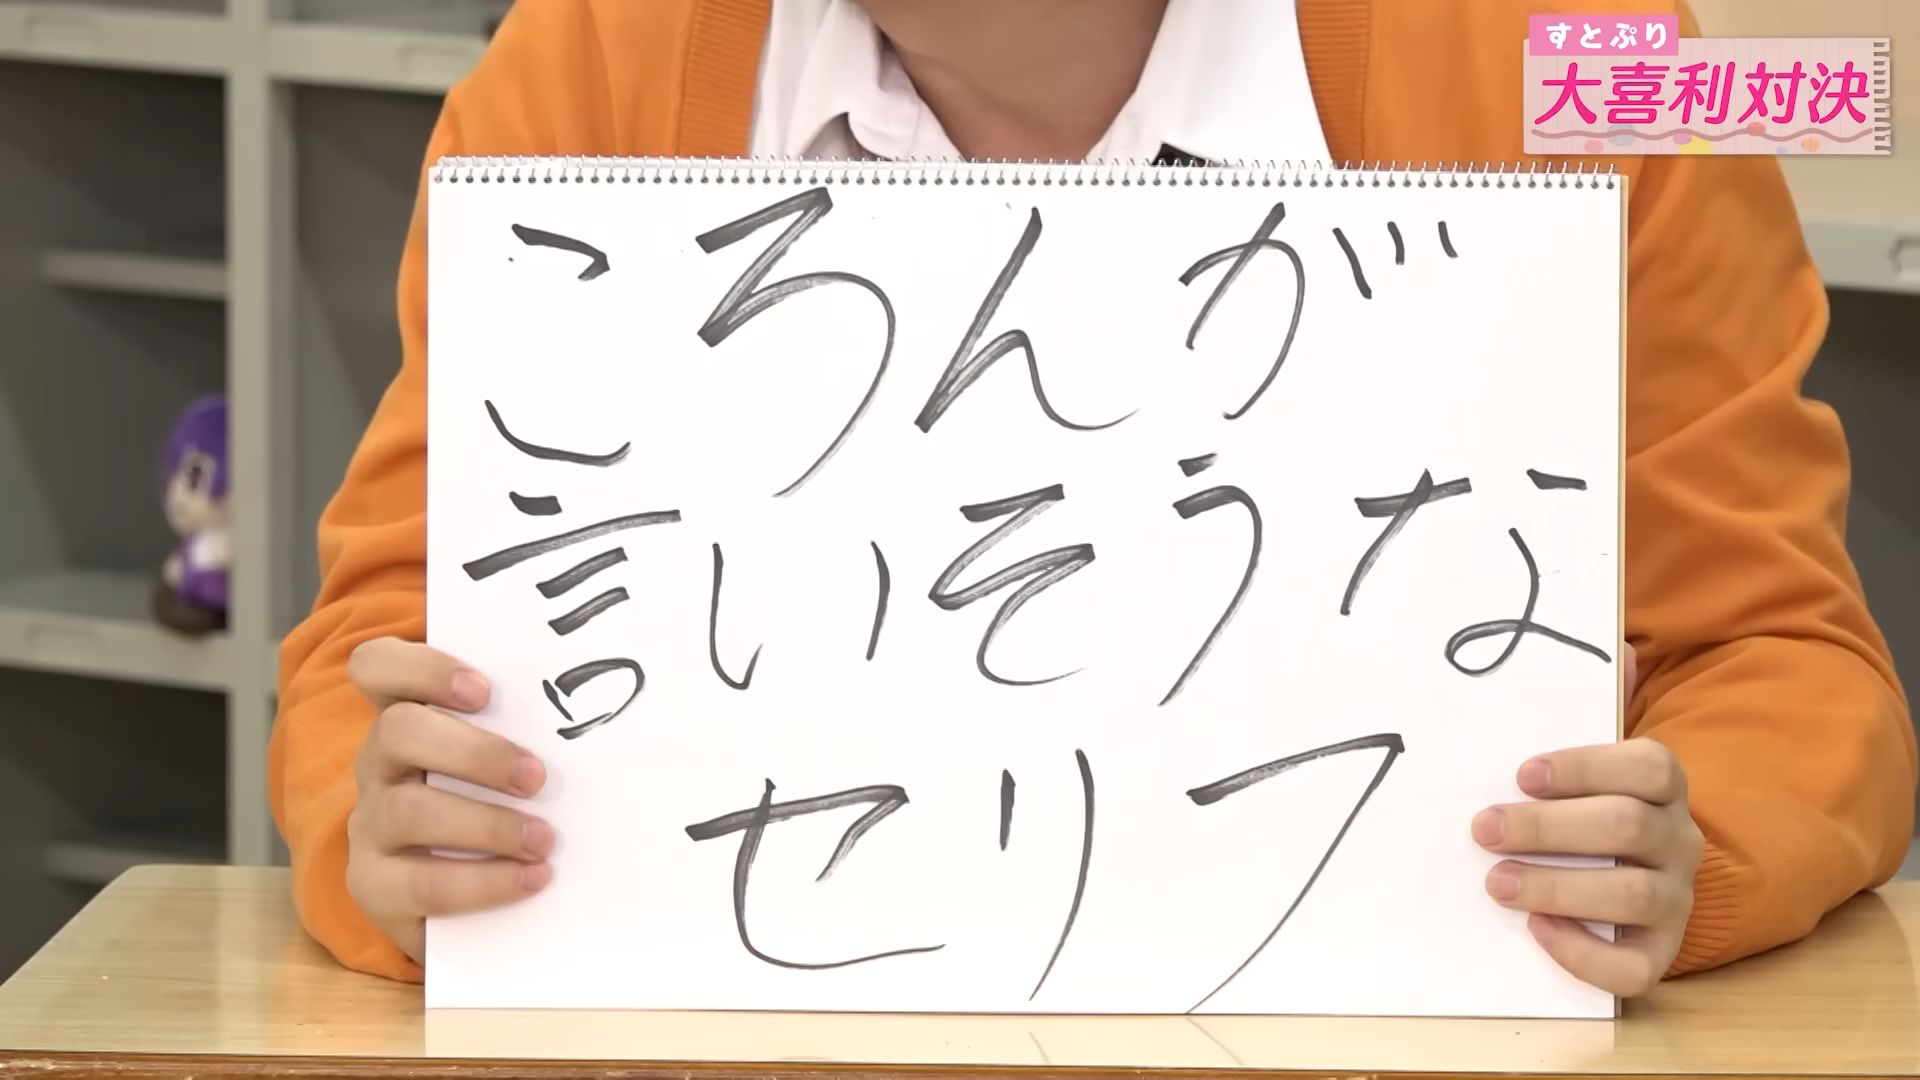 すとぷり
大喜利対決
ころんが
言いそうな
セリフ